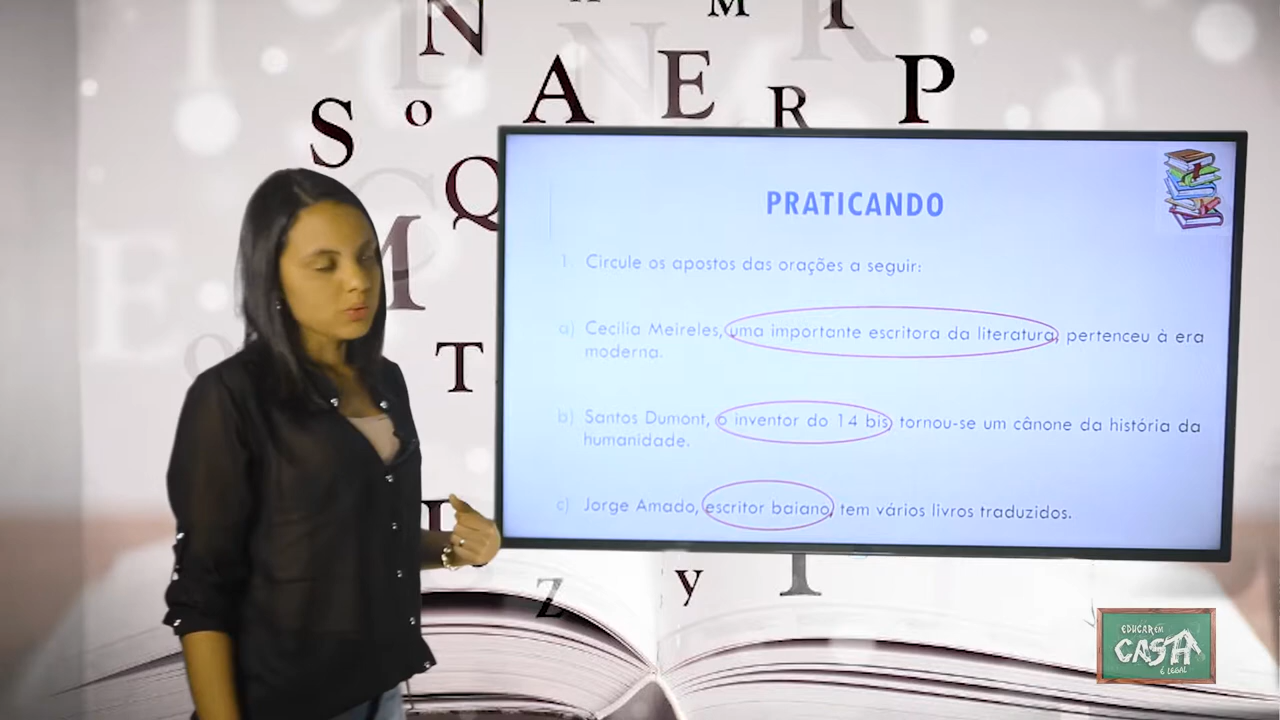 N M I
S o A E R P
Q
M
T
PRATICANDO
1. Circule os apostos das orações a seguir:
a) Cecília Meireles, uma importante escritora da literatura, pertenceu à era
moderna.
b) Santos Dumont, o inventor do 14 bis, tornou-se um cânone da história da
humanidade.
c) Jorge Amado, escritor baiano, tem vários livros traduzidos.
z y I
EDUCAR EM
CASA
É LEGAL